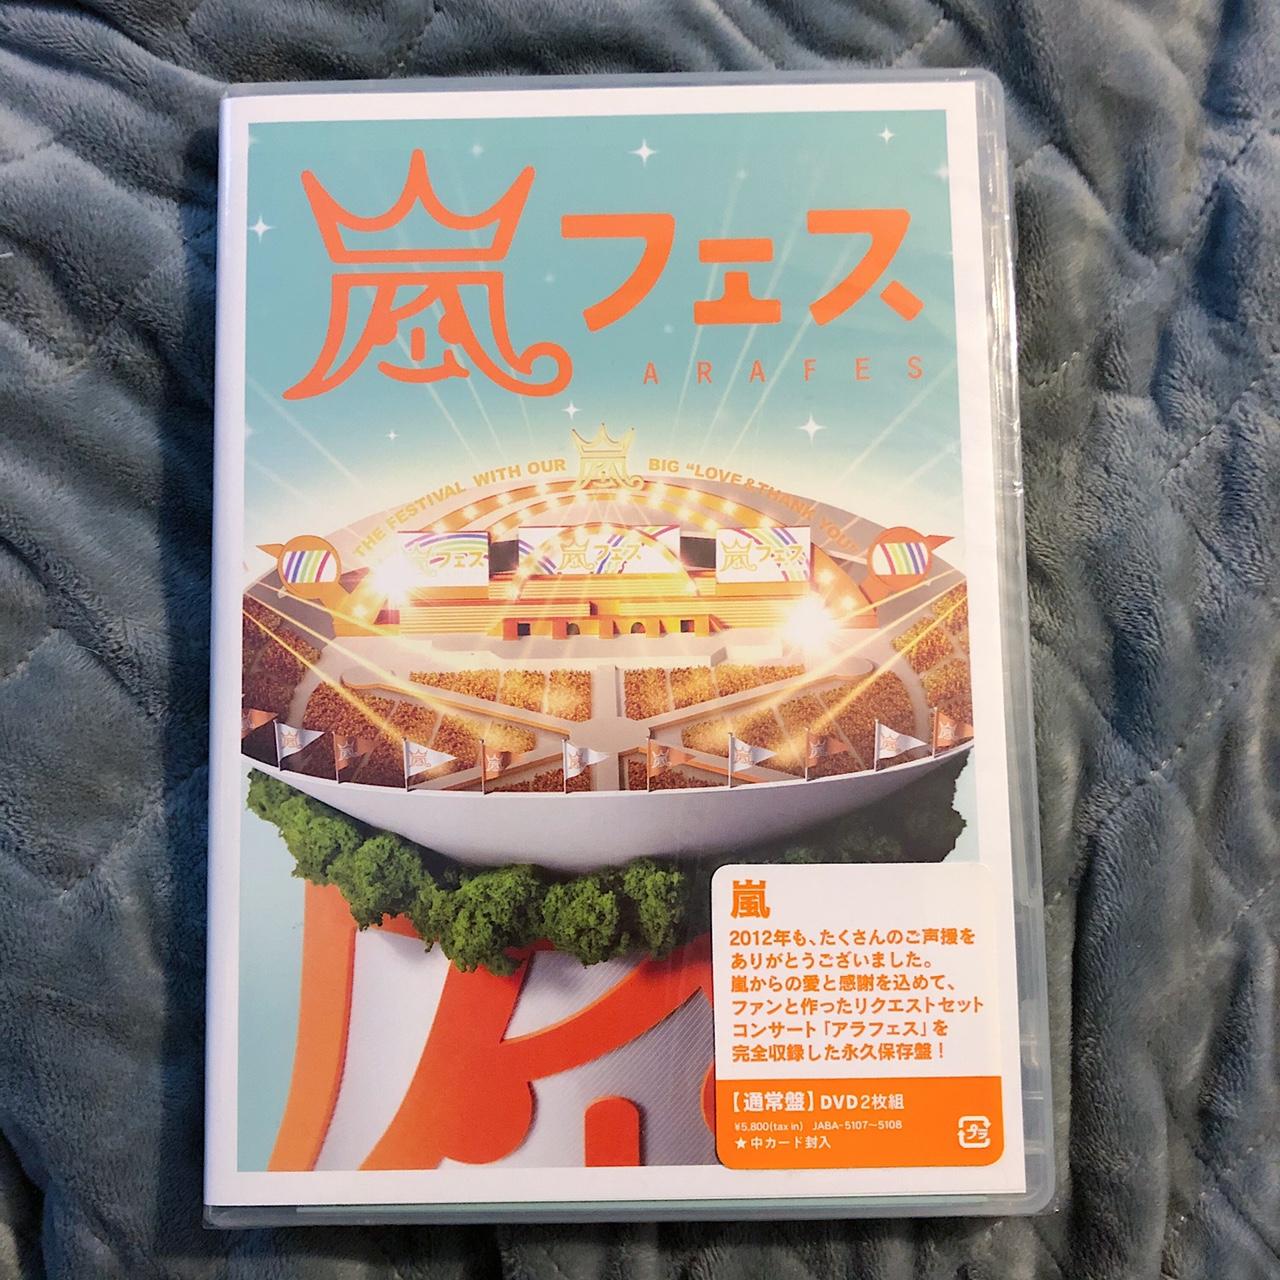 嵐フェス
ARAFES
THE FESTIVAL WITH OUR BIG "LOVE & THANK YOU"
嵐フェス
嵐フェス
嵐フェス
嵐
2012年も、たくさんのご声援を
ありがとうございました。
嵐からの愛と感謝を込めて、
ファンと作ったリクエストセット
コンサート「アラフェス」を
完全収録した永久保存盤!
【通常盤】DVD2枚組
¥5,800(tax in) JABA-5107〜5108
★中カード封入
プラ